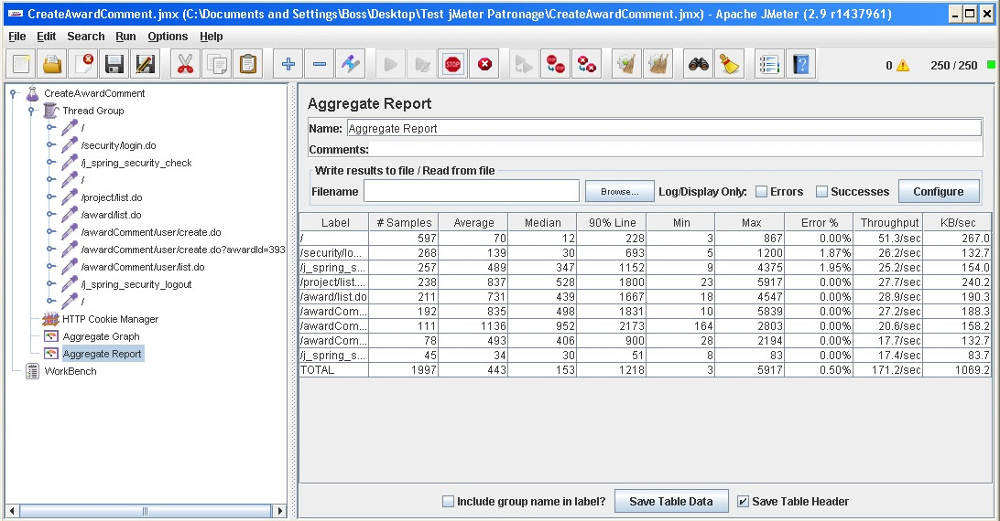 CreateAwardComment.jmx (C:\Documents and Settings\Boss\Desktop\Test jMeter Patronage\CreateAwardComment.jmx) - Apache JMeter (2.9 r1437961)
File Edit Search Run Options Help
STOP 0 250 / 250
CreateAwardComment
Thread Group
/
/security/login.do
/j_spring_security_check
/
/project/list.do
/award/list.do
/awardComment/user/create.do
/awardComment/user/create.do?awardId=393
/awardComment/user/list.do
/j_spring_security_logout
/
HTTP Cookie Manager
Aggregate Graph
Aggregate Report
WorkBench
Aggregate Report
Name: Aggregate Report
Comments:
Write results to file / Read from file
Filename Browse... Log/Display Only: Errors Successes Configure
Label # Samples Average Median 90% Line Min Max Error % Throughput KB/sec
/ 597 70 12 228 3 867 0.00% 51.3/sec 267.0
/security/lo... 268 139 30 693 5 1200 1.87% 26.2/sec 132.7
/j_spring_s... 257 489 347 1152 9 4375 1.95% 25.2/sec 154.0
/project/list.... 238 837 528 1800 23 5917 0.00% 27.7/sec 240.2
/award/list.do 211 731 439 1667 18 4547 0.00% 28.9/sec 190.3
/awardCom... 192 835 498 1831 10 5839 0.00% 27.2/sec 188.3
/awardCom... 111 1136 952 2173 164 2803 0.00% 20.6/sec 158.2
/awardCom... 78 493 406 900 28 2194 0.00% 17.7/sec 132.7
/j_spring_s... 45 34 30 51 8 83 0.00% 17.4/sec 83.7
TOTAL 1997 443 153 1218 3 5917 0.50% 171.2/sec 1069.2
Include group name in label? Save Table Data Save Table Header